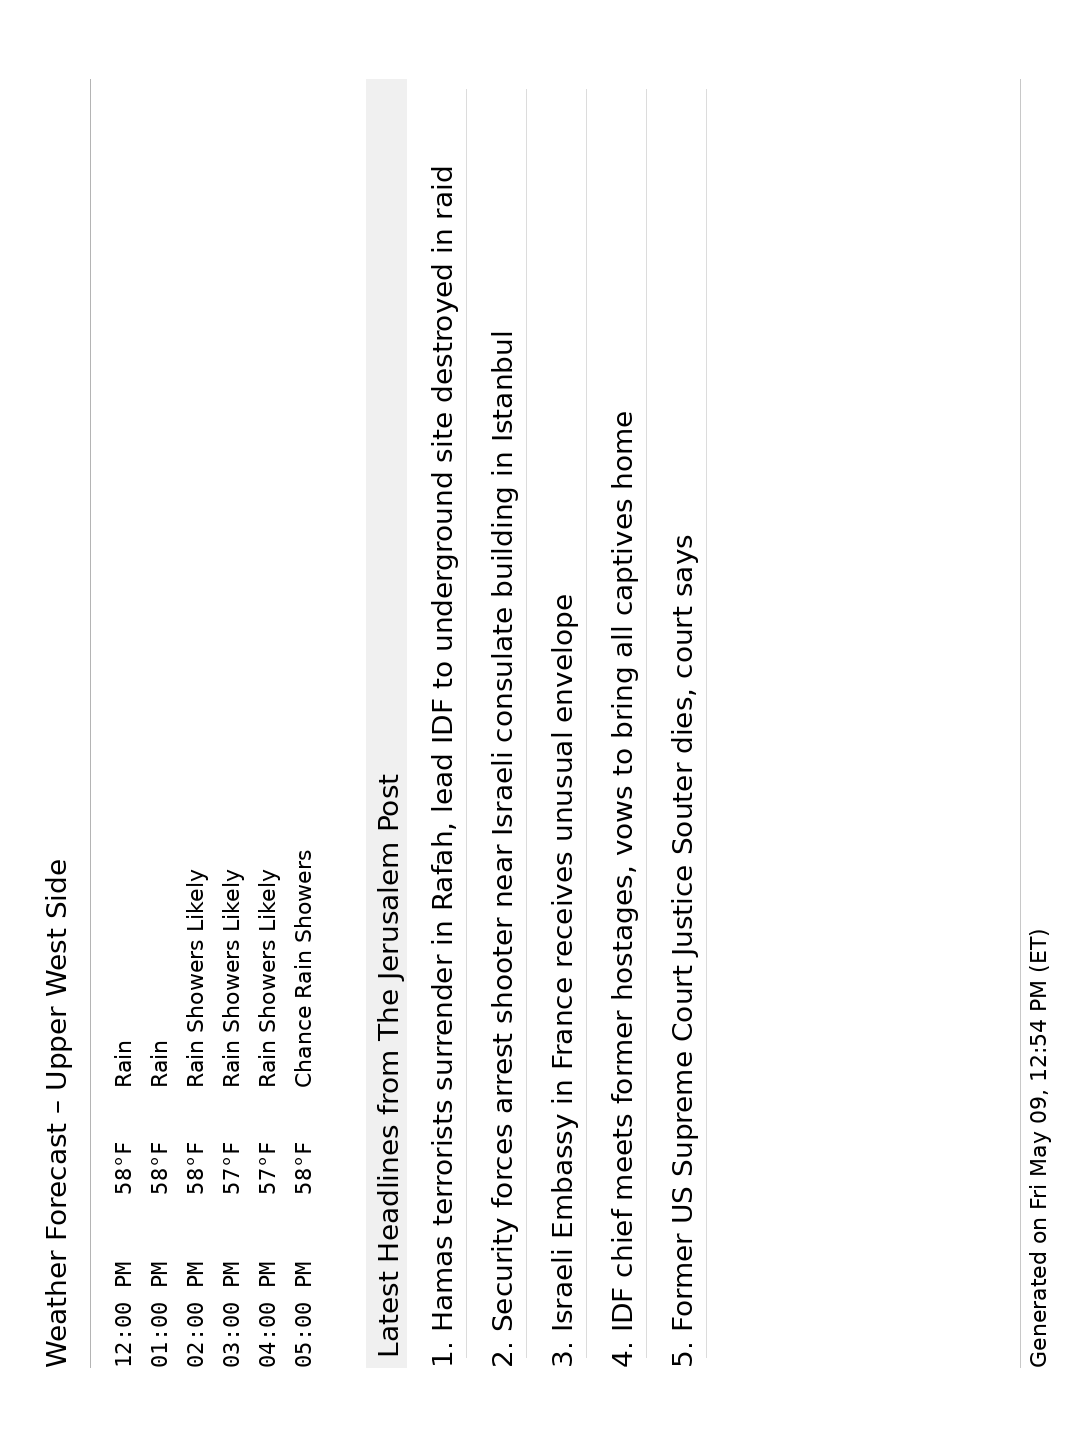 Weather Forecast – Upper West Side
12:00 PM 58°F Rain
01:00 PM 58°F Rain
02:00 PM 58°F Rain Showers Likely
03:00 PM 57°F Rain Showers Likely
04:00 PM 57°F Rain Showers Likely
05:00 PM 58°F Chance Rain Showers
Latest Headlines from The Jerusalem Post
1. Hamas terrorists surrender in Rafah, lead IDF to underground site destroyed in raid
2. Security forces arrest shooter near Israeli consulate building in Istanbul
3. Israeli Embassy in France receives unusual envelope
4. IDF chief meets former hostages, vows to bring all captives home
5. Former US Supreme Court Justice Souter dies, court says
Generated on Fri May 09, 12:54 PM (ET)